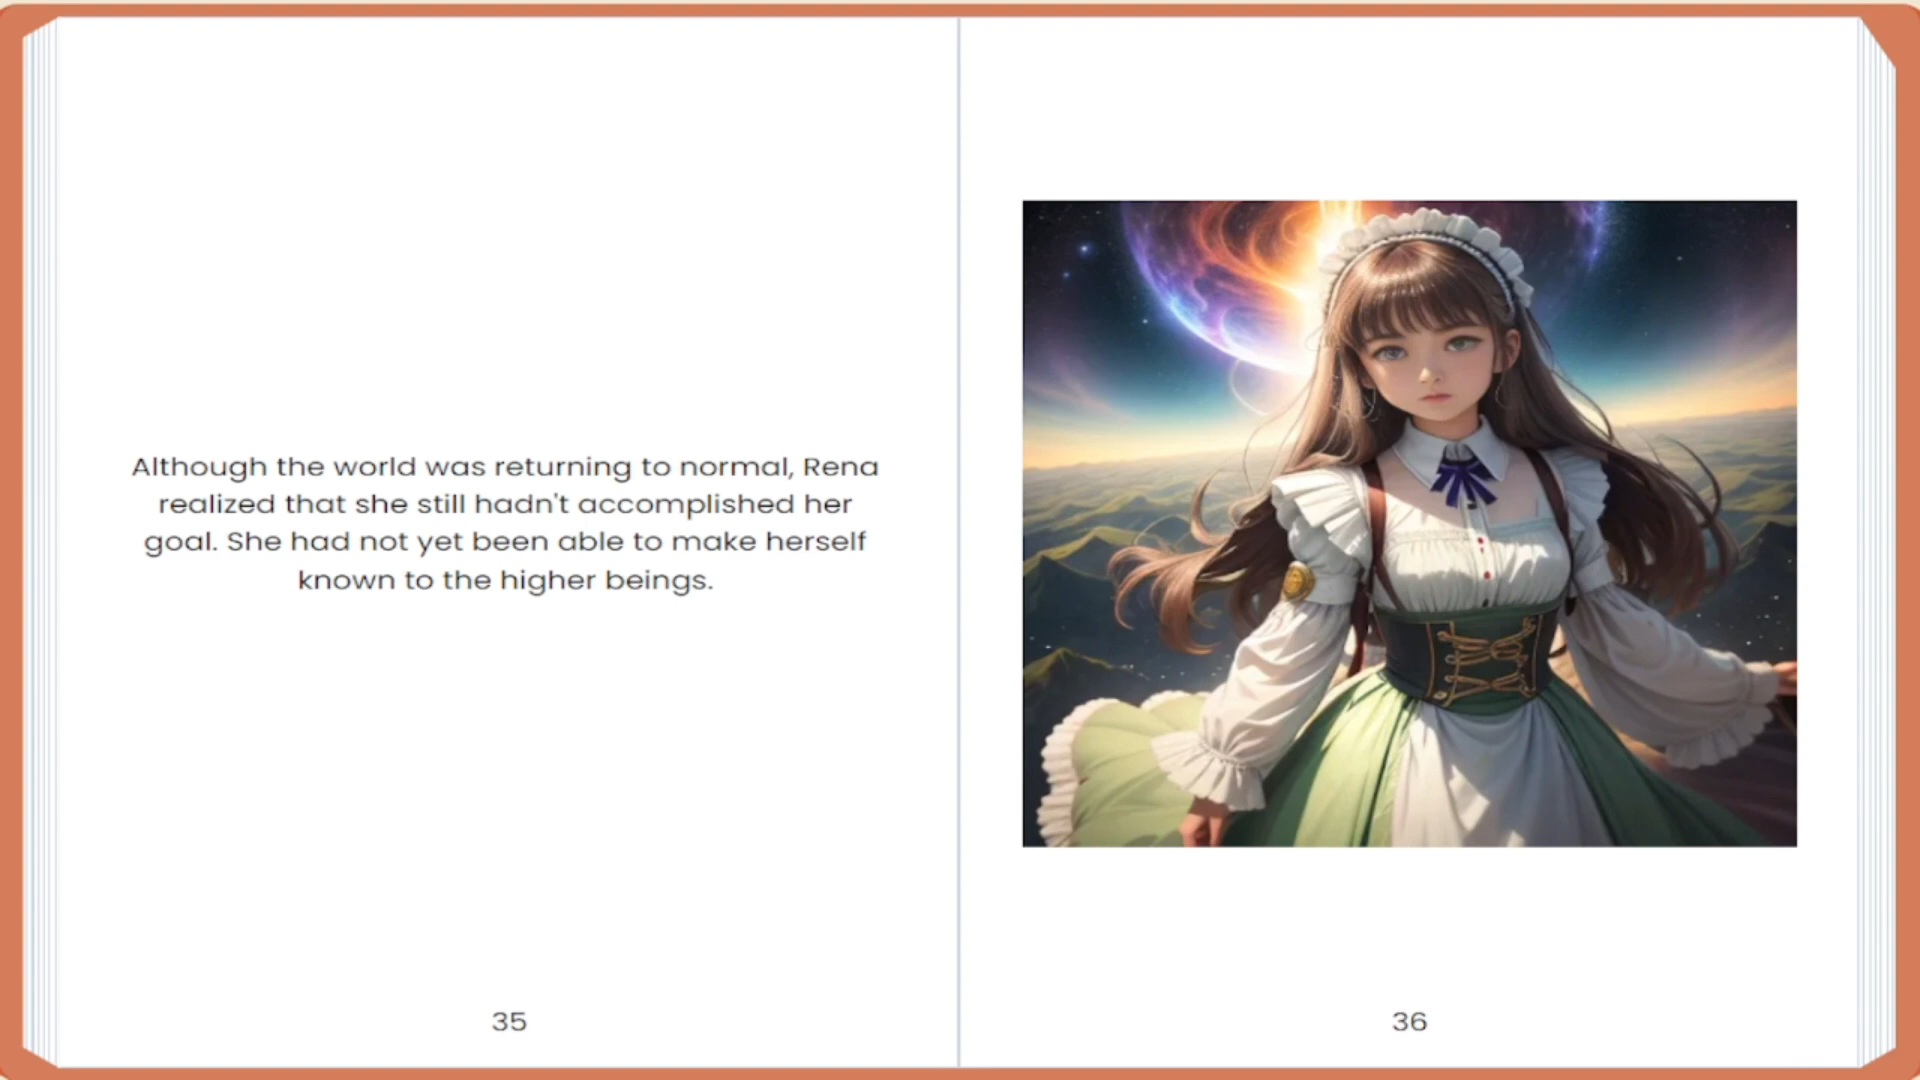 Although the world was returning to normal, Rena
realized that she still hadn't accomplished her
goal. She had not yet been able to make herself
known to the higher beings.
35
36